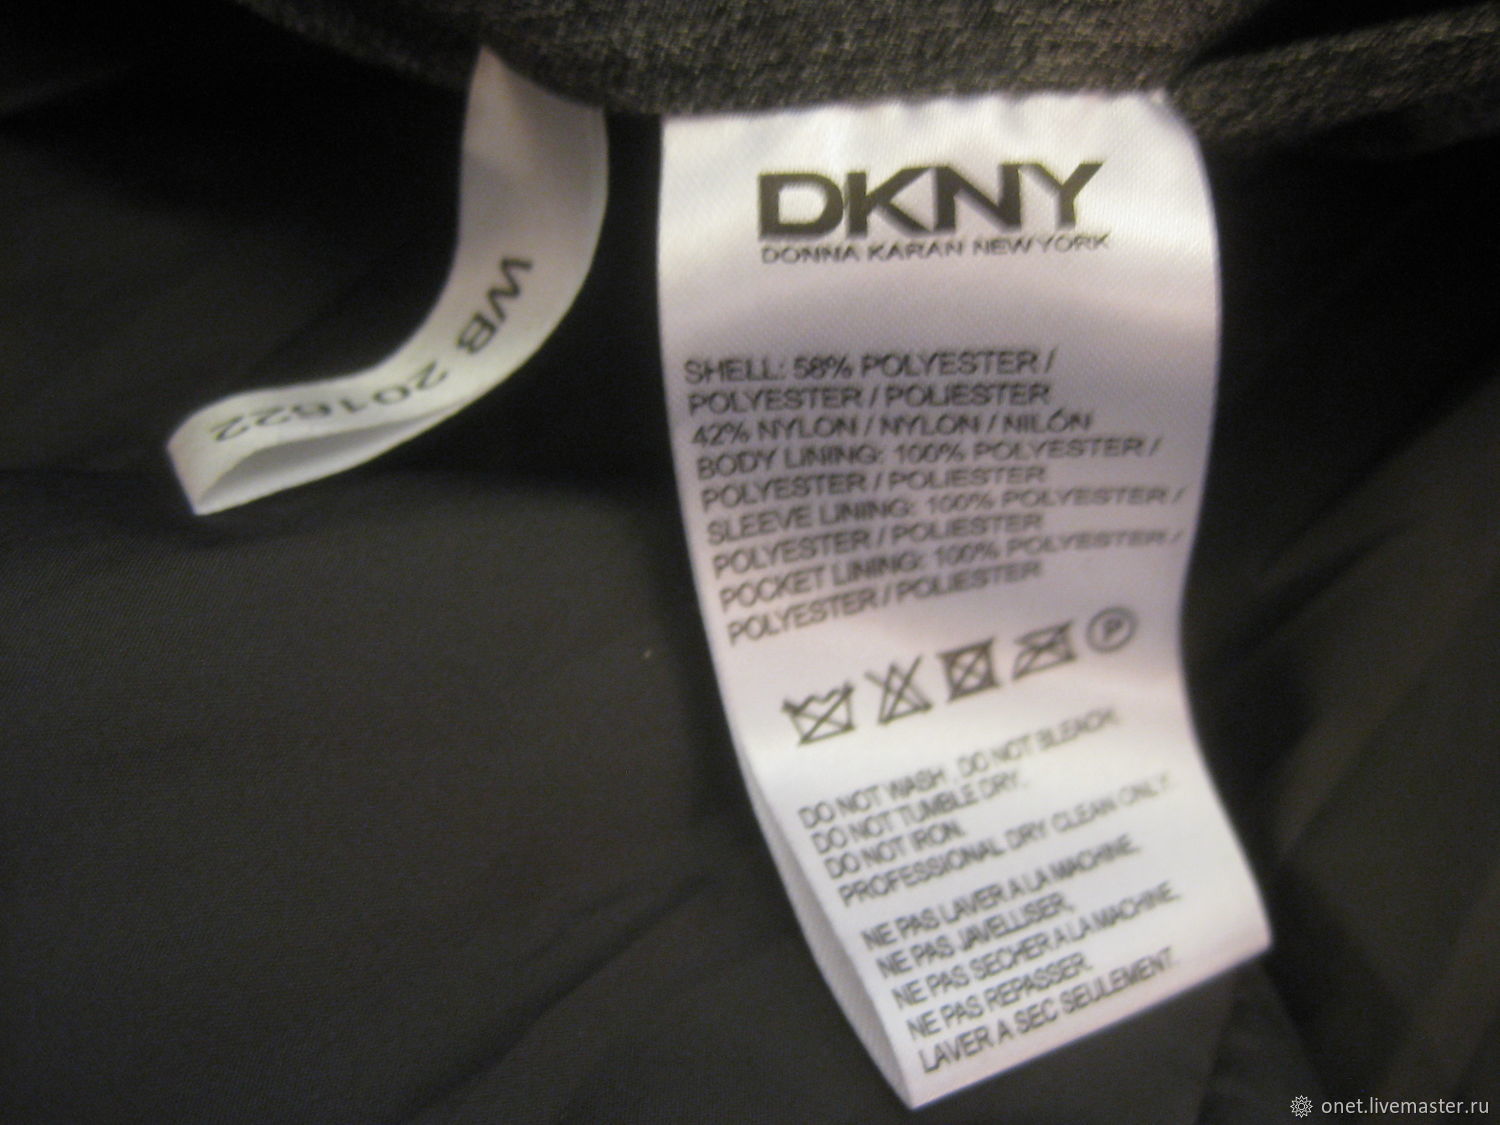 WB 201622
DKNY
DONNA KARAN NEW YORK
SHELL: 58% POLYESTER /
POLYESTER / POLIESTER
42% NYLON / NYLON / NILÓN
BODY LINING: 100% POLYESTER /
POLYESTER / POLIESTER
SLEEVE LINING: 100% POLYESTER /
POLYESTER / POLIESTER
POCKET LINING: 100% POLYESTER /
POLYESTER / POLIESTER
P
DO NOT WASH, DO NOT BLEACH.
DO NOT TUMBLE DRY.
DO NOT IRON.
PROFESSIONAL DRY CLEAN ONLY.
NE PAS LAVER A LA MACHINE.
NE PAS JAVELLISER,
NE PAS SECHER A LA MACHINE,
NE PAS REPASSER.
LAVER A SEC SEULEMENT.
onet.livemaster.ru